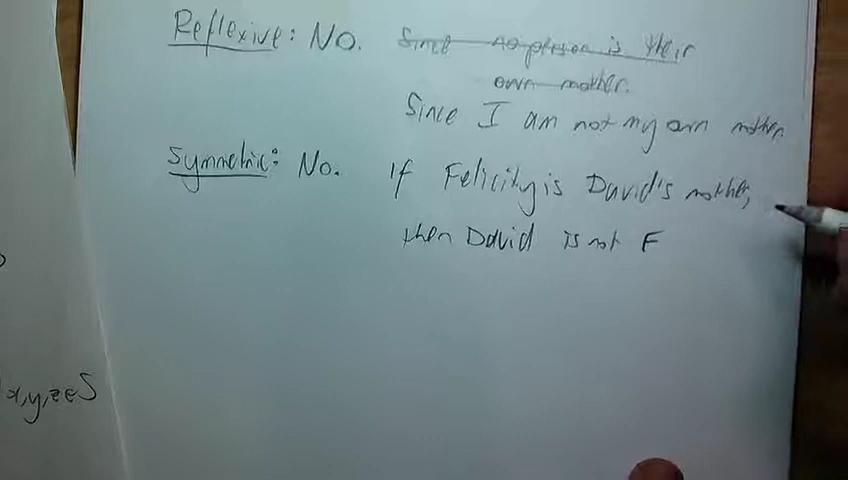 Reflexive: No. Since no person is their
own mother.
Since I am not my own mother.
Symmetric: No. If Felicity is David's mother,
then David is not F
x,y,z∈S